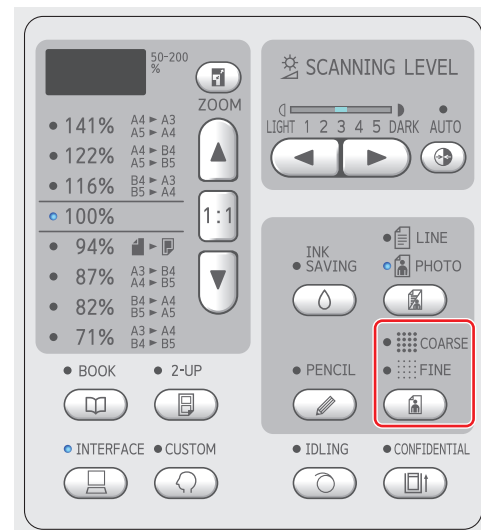 50-200
%
ZOOM
141% A4 ► A3
A5 ► A4
122% A4 ► B4
A5 ► B5
116% B4 ► A3
B5 ► A4
100%
1:1
94%
87% A3 ► B4
A4 ► B5
82% B4 ► A4
B5 ► A5
71% A3 ► A4
B4 ► B5
BOOK
2-UP
INTERFACE
CUSTOM
SCANNING LEVEL
LIGHT 1 2 3 4 5 DARK AUTO
INK
SAVING
LINE
PHOTO
PENCIL
COARSE
FINE
IDLING
CONFIDENTIAL